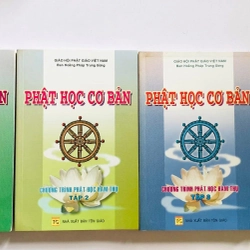 GIÁO HỘI PHẬT GIÁO VIỆT NAM
Ban Hoằng Pháp Trung Ương
PHẬT HỌC CƠ BẢN
CHƯƠNG TRÌNH PHẬT HỌC HÀM THỤ
TẬP 2
NHÀ XUẤT BẢN TÔN GIÁO
GIÁO HỘI PHẬT GIÁO VIỆT NAM
Ban Hoằng Pháp Trung Ương
PHẬT HỌC CƠ BẢN
CHƯƠNG TRÌNH PHẬT HỌC HÀM THỤ
NHÀ XUẤT BẢN TÔN GIÁO